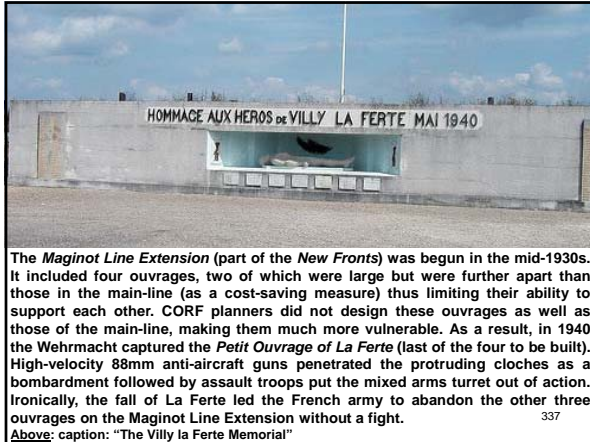 HOMMAGE AUX HEROS DE VILLY LA FERTE MAI 1940
The Maginot Line Extension (part of the New Fronts) was begun in the mid-1930s.
It included four ouvrages, two of which were large but were further apart than
those in the main-line (as a cost-saving measure) thus limiting their ability to
support each other. CORF planners did not design these ouvrages as well as
those of the main-line, making them much more vulnerable. As a result, in 1940
the Wehrmacht captured the Petit Ouvrage of La Ferte (last of the four to be built).
High-velocity 88mm anti-aircraft guns penetrated the protruding cloches as a
bombardment followed by assault troops put the mixed arms turret out of action.
Ironically, the fall of La Ferte led the French army to abandon the other three
ouvrages on the Maginot Line Extension without a fight.
337
Above: caption: “The Villy la Ferte Memorial”